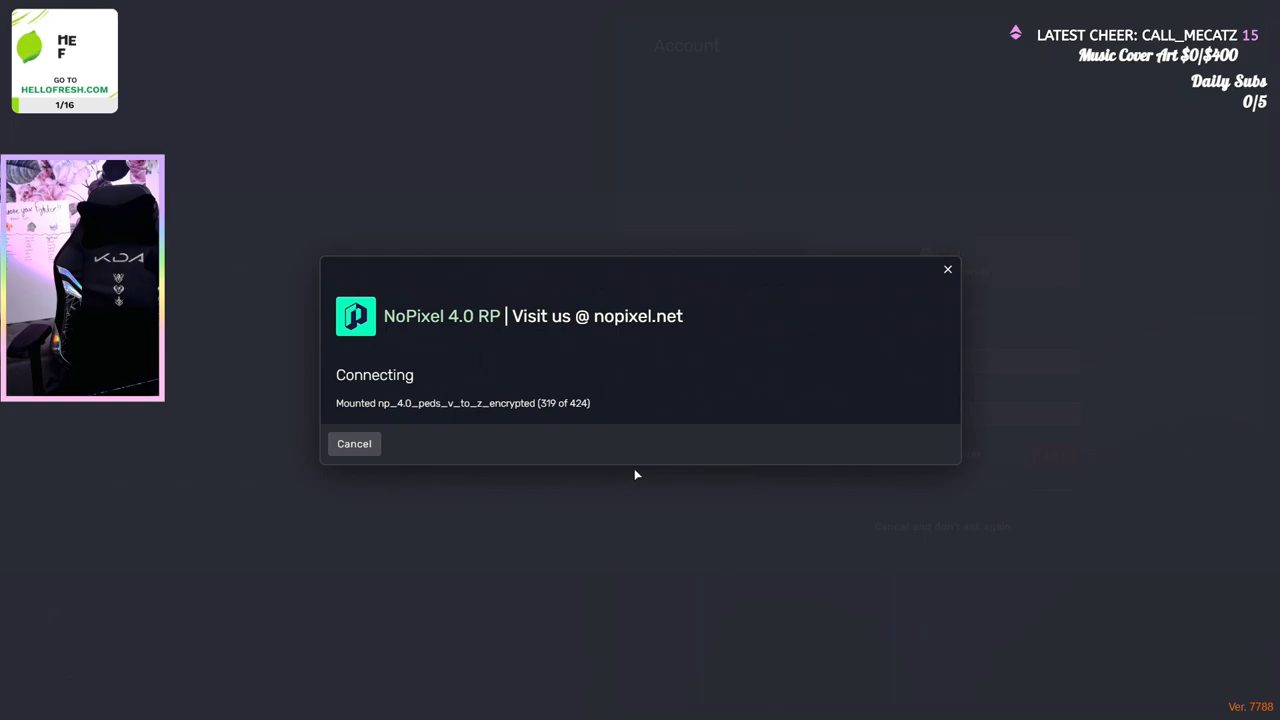 ME
F
GO TO
HELLOFRESH.COM
1/16
Account
LATEST CHEER: CALL_MECATZ 15
Music Cover Art $0/$400
Daily Subs
0/5
KDA
NoPixel 4.0 RP | Visit us @ nopixel.net
Connecting
Mounted np_4.0_peds_v_to_z_encrypted (319 of 424)
Cancel
Cancel and don't ask again
Ver. 7788